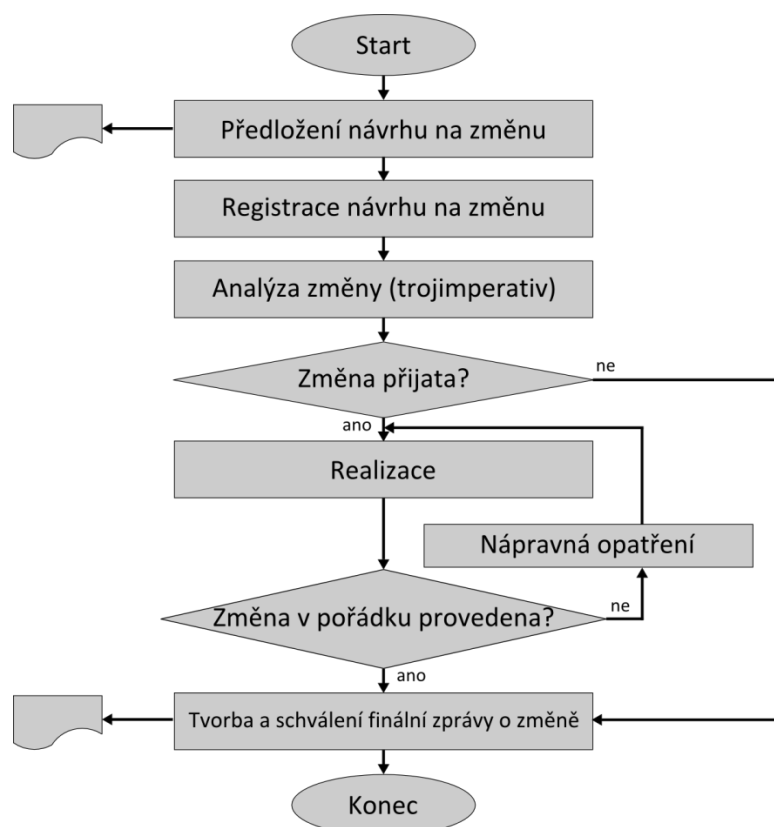 Start
Předložení návrhu na změnu
Registrace návrhu na změnu
Analýza změny (trojimperativ)
Změna přijata?
ne
ano
Realizace
Nápravná opatření
Změna v pořádku provedena?
ne
ano
Tvorba a schválení finální zprávy o změně
Konec